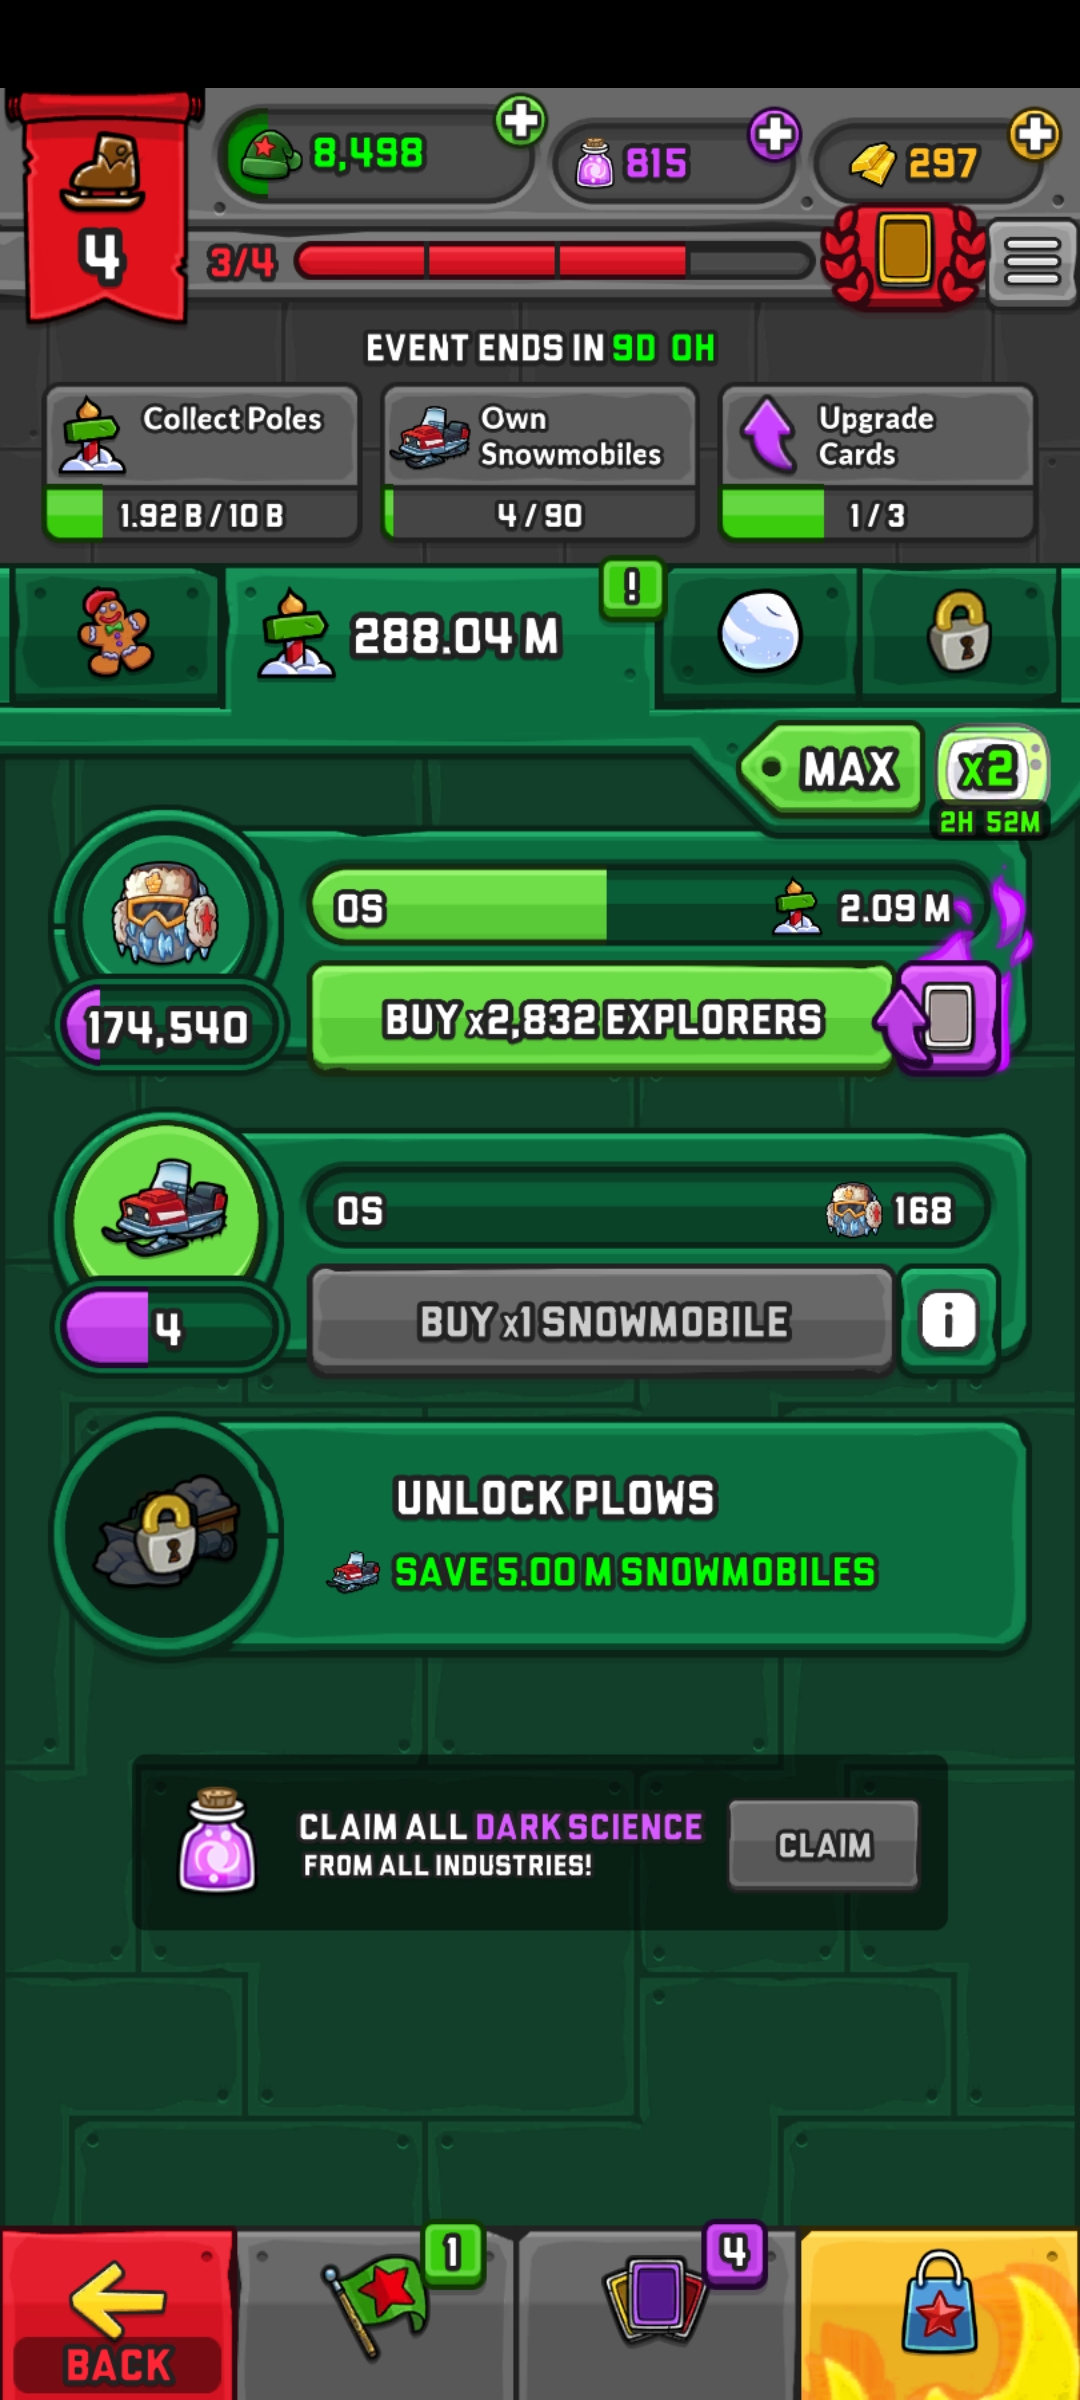 8,498
815
297
4
3/4
EVENT ENDS IN 9D 0H
Collect Poles
1.92 B / 10 B
Own
Snowmobiles
4 / 90
Upgrade
Cards
1 / 3
288.04 M
!
MAX
x2
2H 52M
0S
2.09 M
174,540
BUY x2,832 EXPLORERS
0S
168
4
BUY x1 SNOWMOBILE
i
UNLOCK PLOWS
SAVE 5.00 M SNOWMOBILES
CLAIM ALL DARK SCIENCE
FROM ALL INDUSTRIES!
CLAIM
BACK
1
4